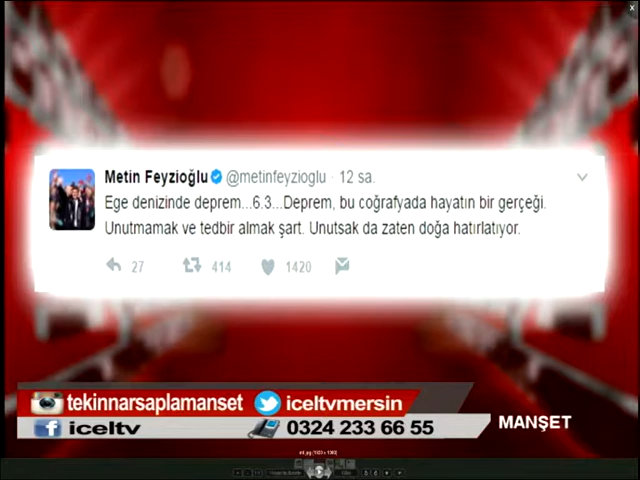 Metin Feyzioğlu @metinfeyzioglu · 12 sa.
Ege denizinde deprem...6.3...Deprem, bu coğrafyada hayatın bir gerçeği.
Unutmamak ve tedbir almak şart. Unutsak da zaten doğa hatırlatıyor.
27 414 1420
tekinnarsaplamanset iceltvmersin
iceltv 0324 233 66 55
MANŞET